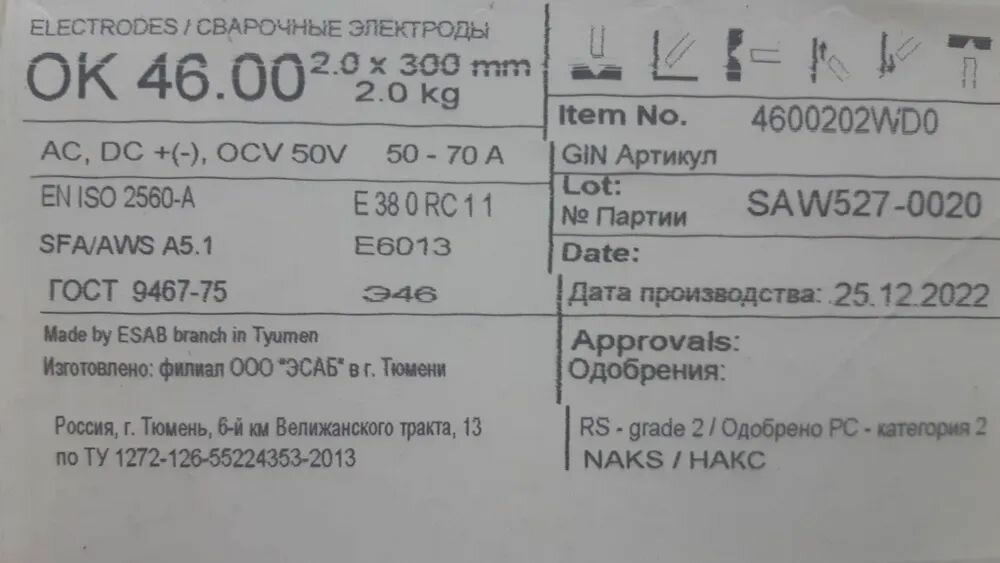 ELECTRODES / СВАРОЧНЫЕ ЭЛЕКТРОДЫ
OK 46.00 2.0 x 300 mm
2.0 kg
AC, DC +(-), OCV 50V 50 - 70 A
EN ISO 2560-A E 38 0 RC 1 1
SFA/AWS A5.1 E6013
ГОСТ 9467-75 Э46
Made by ESAB branch in Tyumen
Изготовлено: филиал ООО "ЭСАБ" в г. Тюмени
Россия, г. Тюмень, 6-й км Велижанского тракта, 13
по ТУ 1272-126-55224353-2013
Item No. 4600202WD0
GIN Артикул
Lot:
№ Партии SAW527-0020
Date:
Дата производства: 25.12.2022
Approvals:
Одобрения:
RS - grade 2 / Одобрено РС - категория 2
NAKS / НАКС